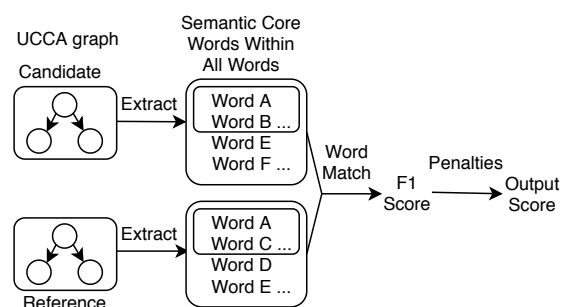 UCCA graph
Candidate
Extract
Semantic Core
Words Within
All Words
Word A
Word B ...
Word E
Word F ...
Word
Match
F1
Score
Penalties
Output
Score
Extract
Word A
Word C ...
Word D
Word E ...
Reference